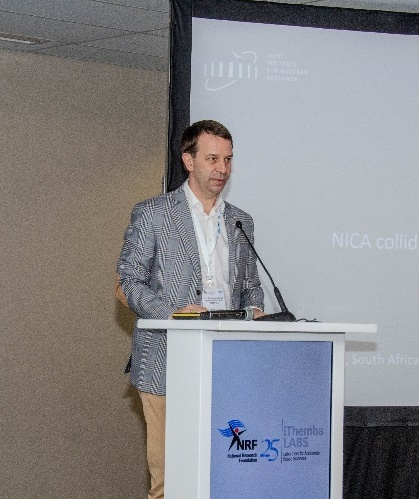 JOINT
INSTITUTE
FOR NUCLEAR
RESEARCH
NICA collid
South Africa
NRF
National Research
Foundation
25
iThemba
LABS